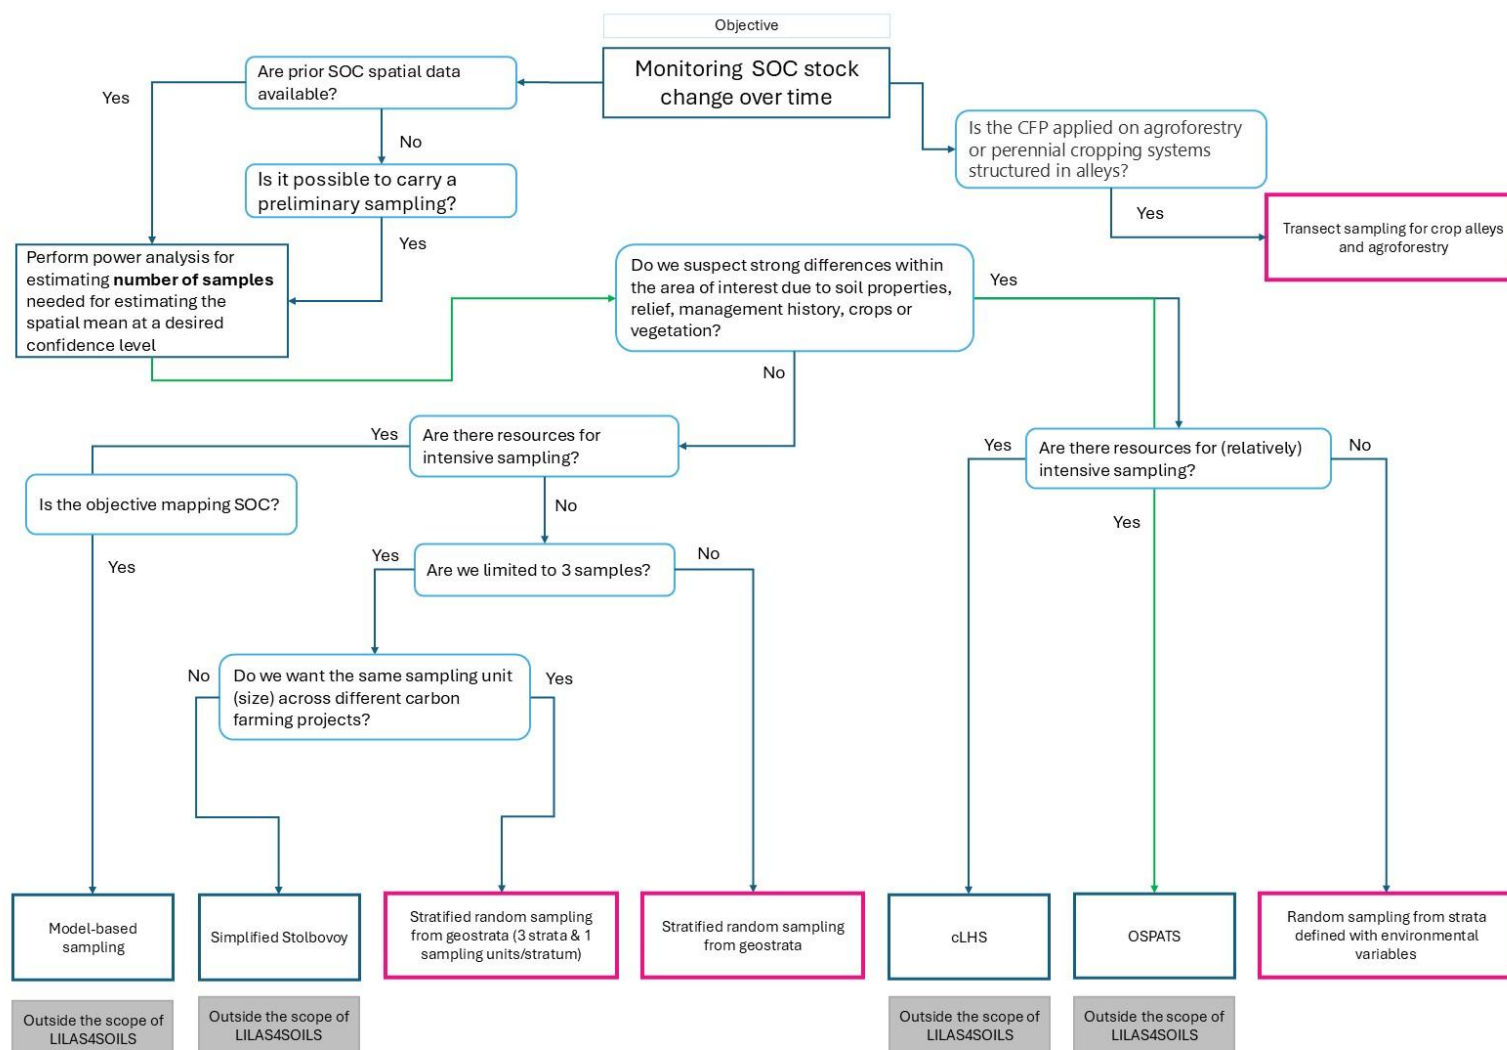 Objective
Monitoring SOC stock
change over time
Are prior SOC spatial data
available?
Yes
No
Is the CFP applied on agroforestry
or perennial cropping systems
structured in alleys?
Yes
Transect sampling for crop alleys
and agroforestry
Is it possible to carry a
preliminary sampling?
Yes
Perform power analysis for
estimating number of samples
needed for estimating the
spatial mean at a desired
confidence level
Do we suspect strong differences within
the area of interest due to soil properties,
relief, management history, crops or
vegetation?
Yes
No
Yes
Are there resources for
intensive sampling?
No
Is the objective mapping SOC?
Yes
Yes
Are we limited to 3 samples?
No
No
Do we want the same sampling unit
(size) across different carbon
farming projects?
Yes
Yes
Are there resources for (relatively)
intensive sampling?
No
Yes
Model-based
sampling
Simplified Stolbovoy
Stratified random sampling
from geostrata (3 strata & 1
sampling units/stratum)
Stratified random sampling
from geostrata
cLHS
OSPATS
Random sampling from strata
defined with environmental
variables
Outside the scope of
LILAS4SOILS
Outside the scope of
LILAS4SOILS
Outside the scope of
LILAS4SOILS
Outside the scope of
LILAS4SOILS